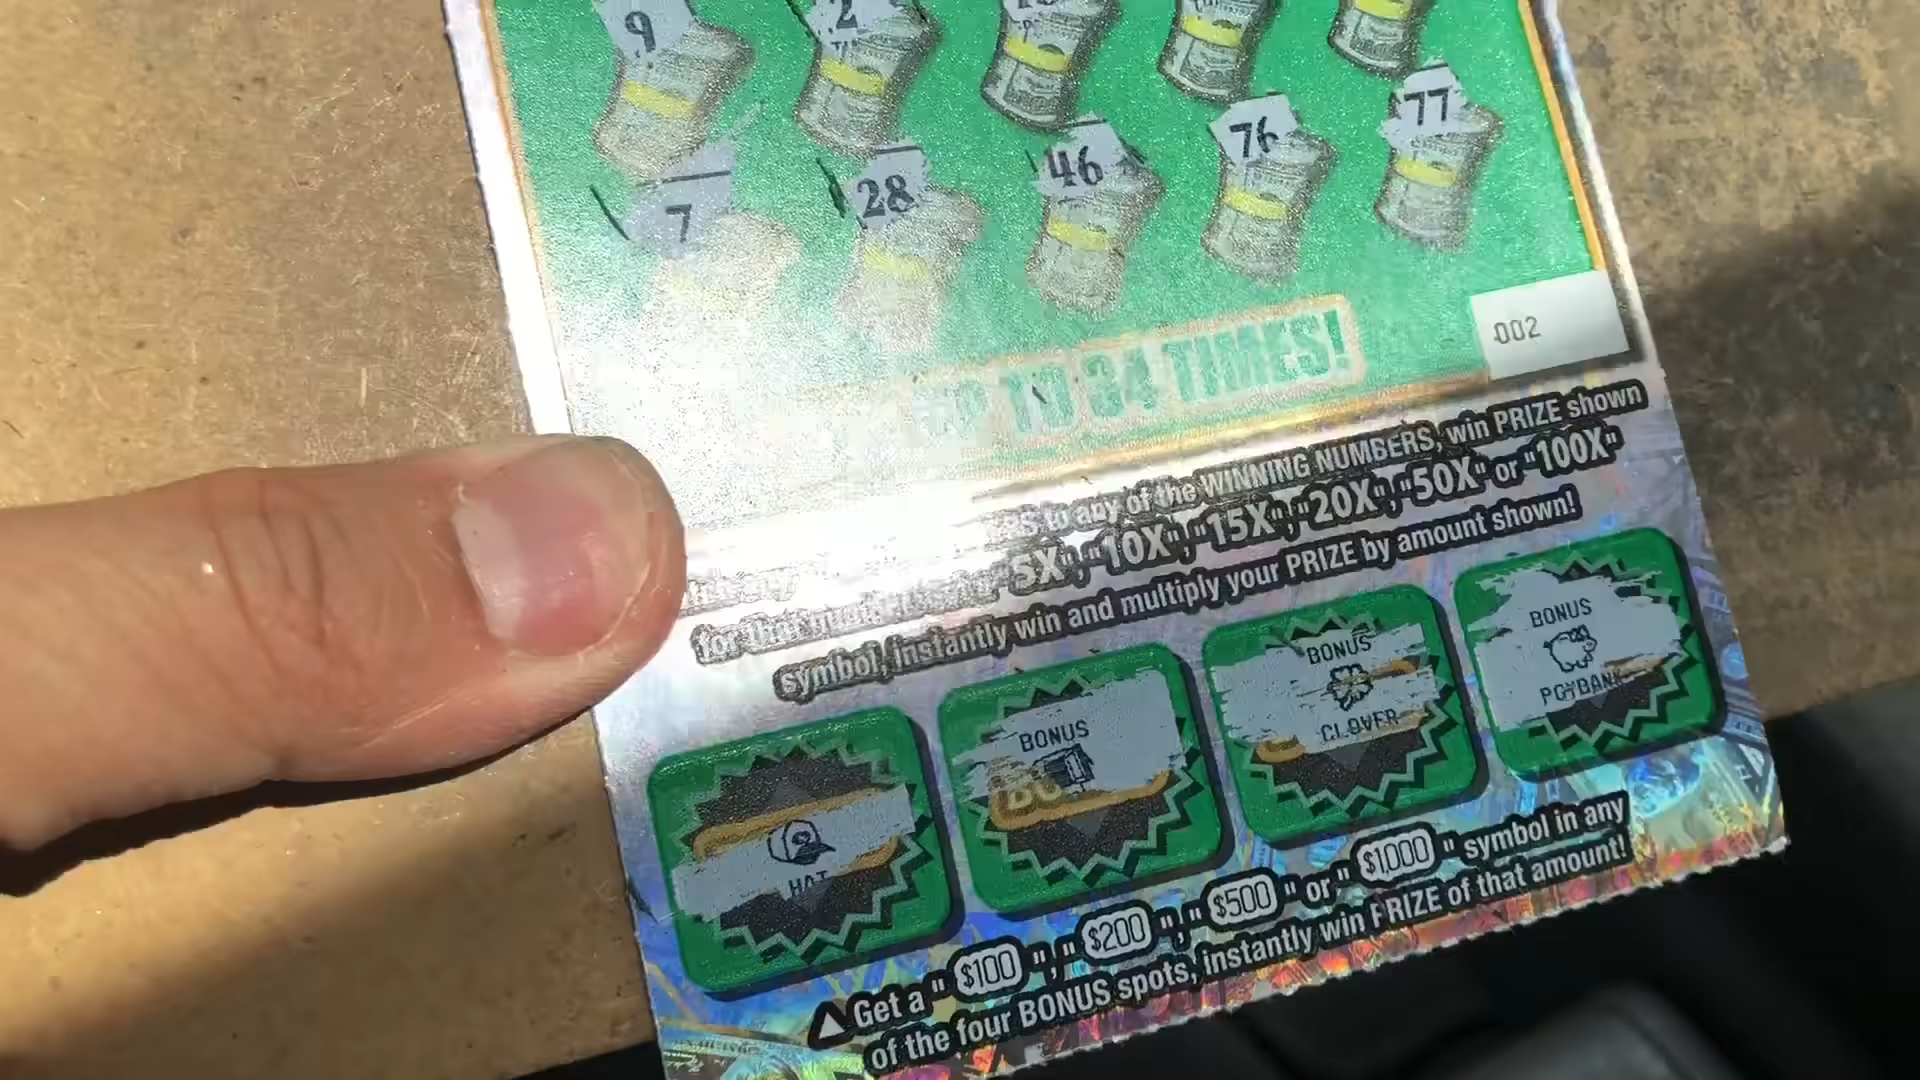 9 2
7 28 46 76 77
UP TO 34 TIMES!
002
to any of the WINNING NUMBERS, win PRIZE shown
for that "5X", "10X", "15X", "20X", "50X" or "100X"
symbol, instantly win and multiply your PRIZE by amount shown!
HAT
BONUS
BONUS
CLOVER
BONUS
PGYBANK
Get a "$100", "$200", "$500" or "$1000" symbol in any
of the four BONUS spots, instantly win PRIZE of that amount!